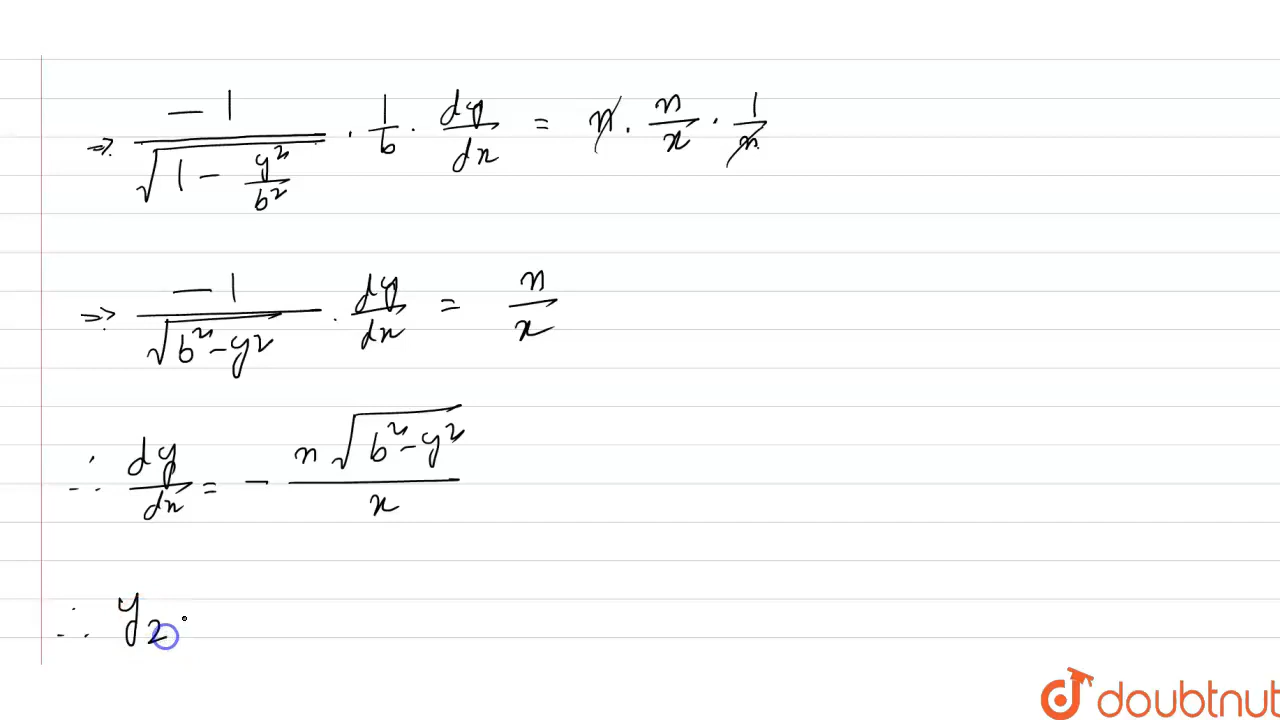 ⇒ -1/√(1 - y²/b²) · 1/b · dy/dx = n · n/x · 1/n
⇒ -1/√(b²-y²) · dy/dx = n/x
∴ dy/dx = - n√(b²-y²)/x
∴ y₂
doubtnut